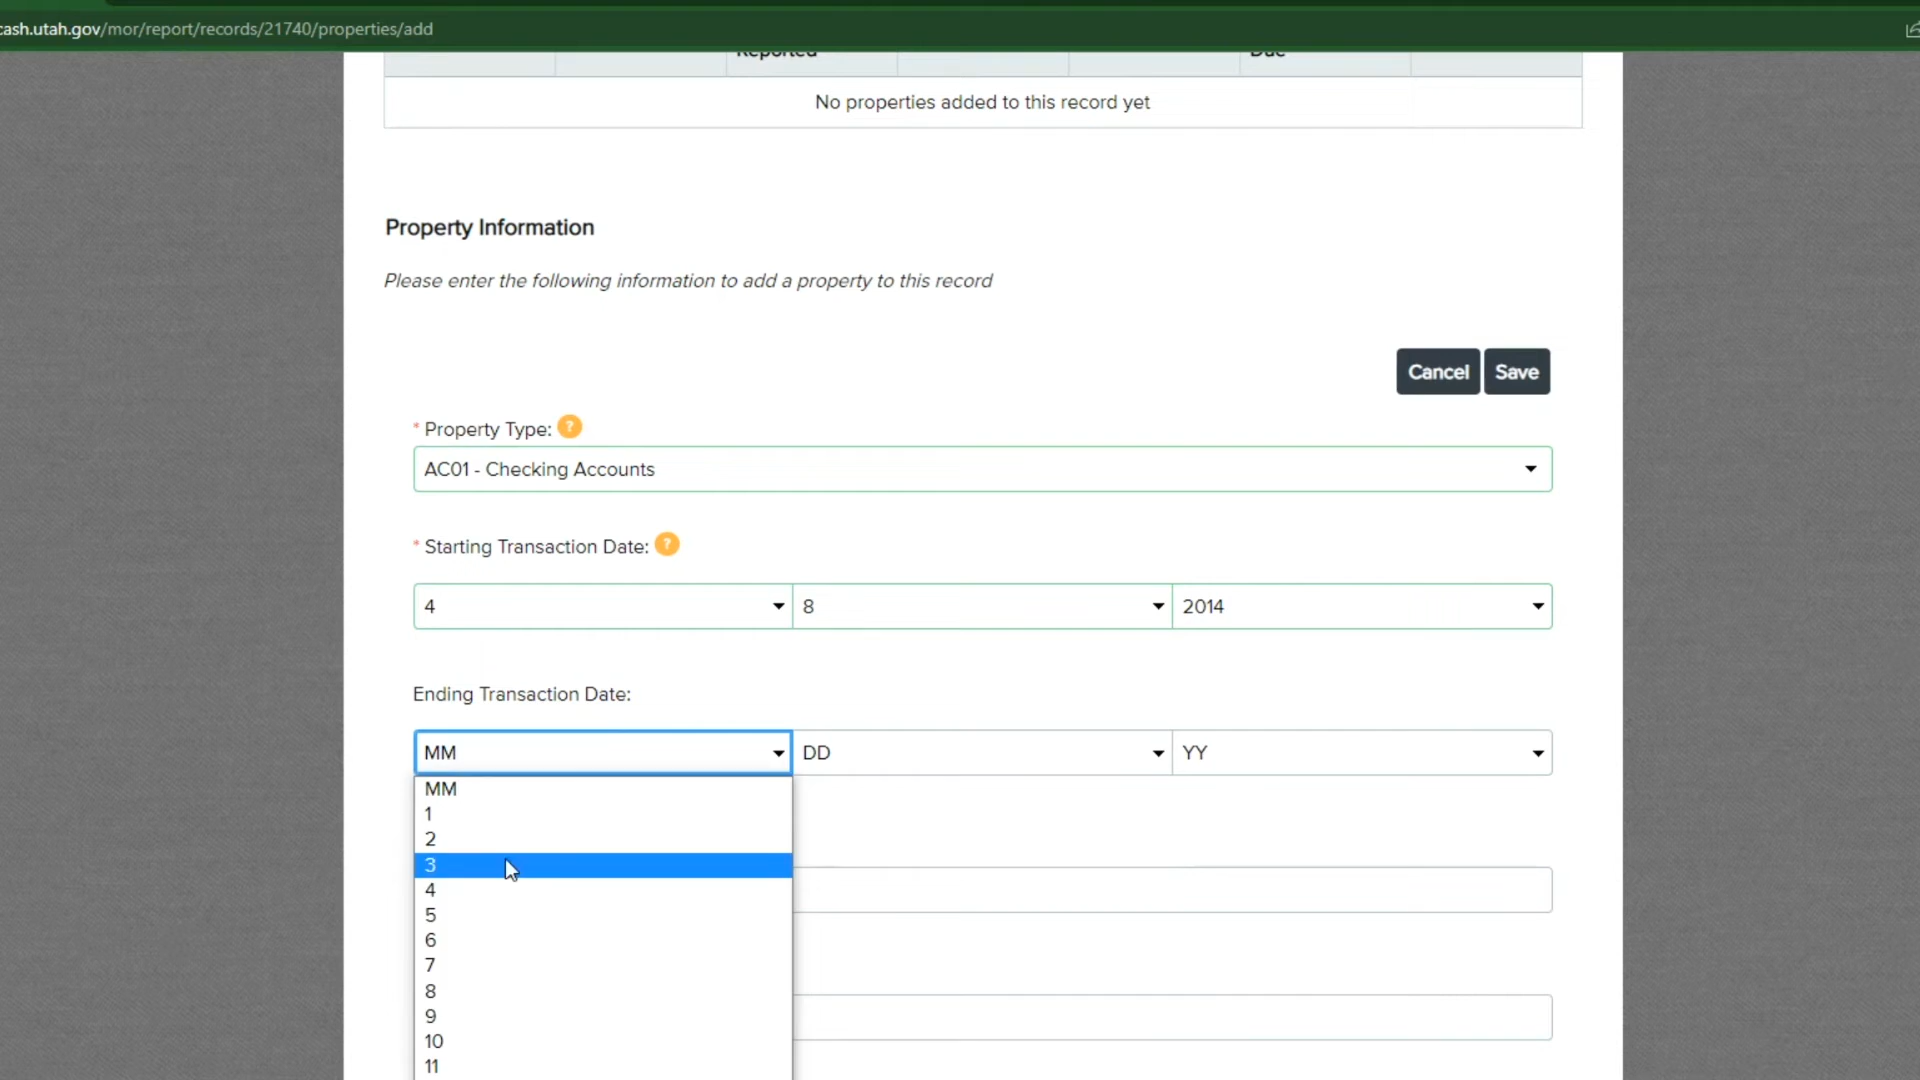 cash.utah.gov/mor/report/records/21740/properties/add
Reported Due
No properties added to this record yet
Property Information
Please enter the following information to add a property to this record
Cancel Save
* Property Type: ?
AC01 - Checking Accounts
* Starting Transaction Date: ?
4 8 2014
Ending Transaction Date:
MM DD YY
MM
1
2
3
4
5
6
7
8
9
10
11